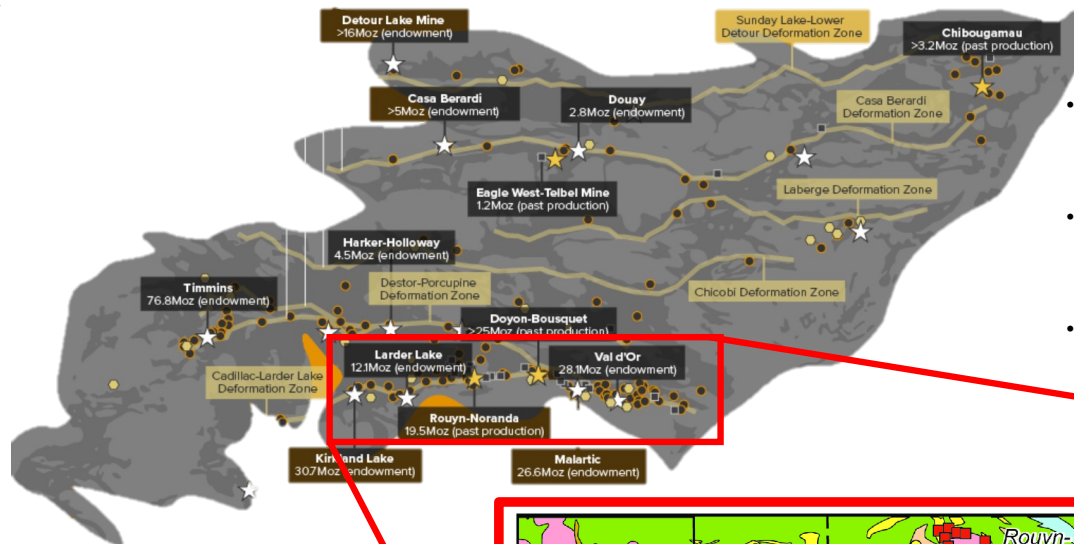 Detour Lake Mine
>16Moz (endowment)
Sunday Lake-Lower
Detour Deformation Zone
Chibougamau
>3.2Moz (past production)
Casa Berardi
>5Moz (endowment)
Douay
2.8Moz (endowment)
Casa Berardi
Deformation Zone
Eagle West-Telbel Mine
1.2Moz (past production)
Laberge Deformation Zone
Harker-Holloway
4.5Moz (endowment)
Timmins
76.8Moz (endowment)
Destor-Porcupine
Deformation Zone
Chicobi Deformation Zone
Doyon-Bousquet
>25Moz (past production)
Larder Lake
12.1Moz (endowment)
Val d'Or
28.1Moz (endowment)
Cadillac-Larder Lake
Deformation Zone
Rouyn-Noranda
19.5Moz (past production)
Kirkland Lake
30.7Moz (endowment)
Malartic
26.6Moz (endowment)
Rouyn-